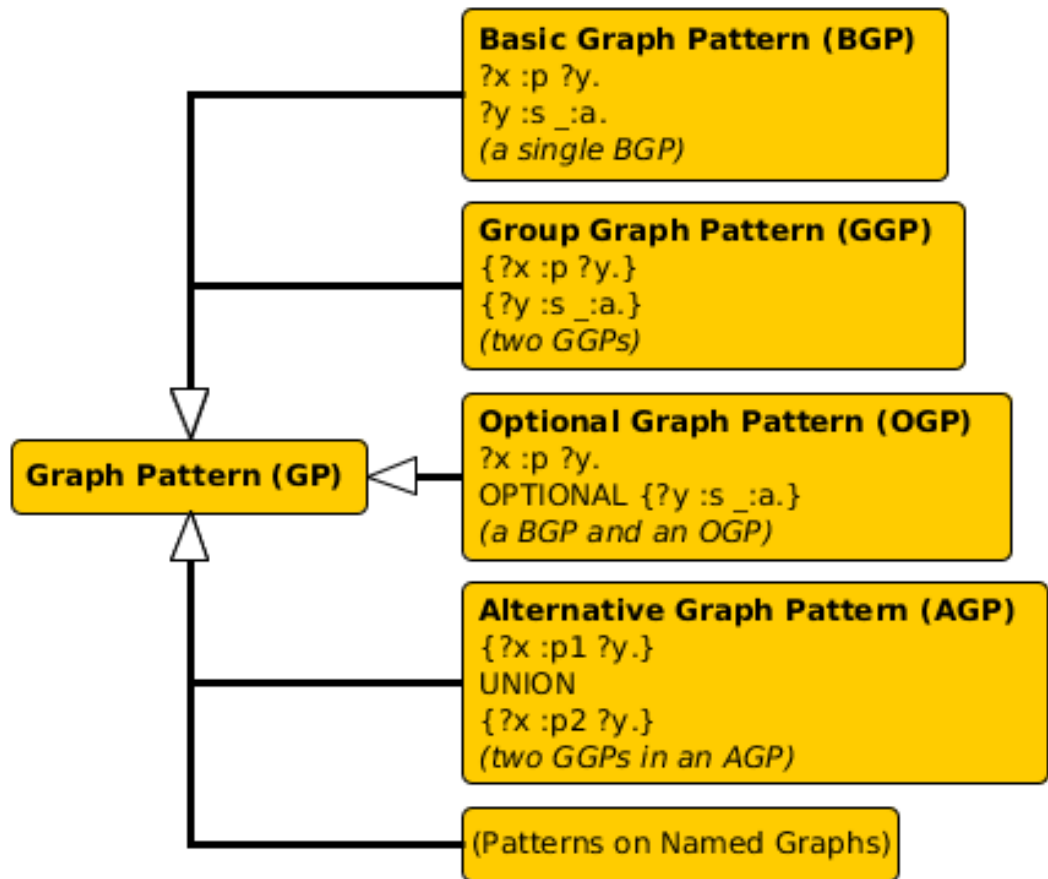 Basic Graph Pattern (BGP)
?x :p ?y.
?y :s _:a.
(a single BGP)
Group Graph Pattern (GGP)
{?x :p ?y.}
{?y :s _:a.}
(two GGPs)
Graph Pattern (GP)
Optional Graph Pattern (OGP)
?x :p ?y.
OPTIONAL {?y :s _:a.}
(a BGP and an OGP)
Alternative Graph Pattern (AGP)
{?x :p1 ?y.}
UNION
{?x :p2 ?y.}
(two GGPs in an AGP)
(Patterns on Named Graphs)